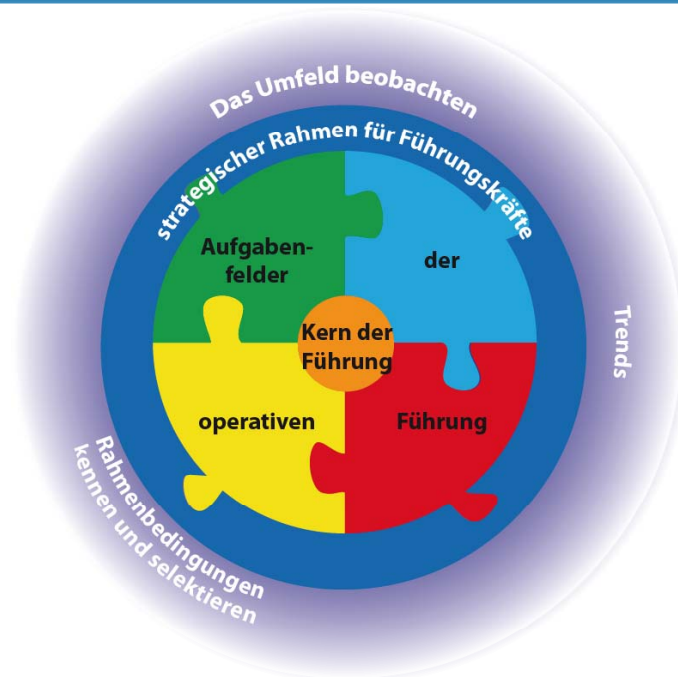 Das Umfeld beobachten
strategischer Rahmen für Führungskräfte
Aufgaben-
felder
der
Kern der
Führung
operativen
Führung
Trends
Rahmenbedingungen
kennen und selektieren